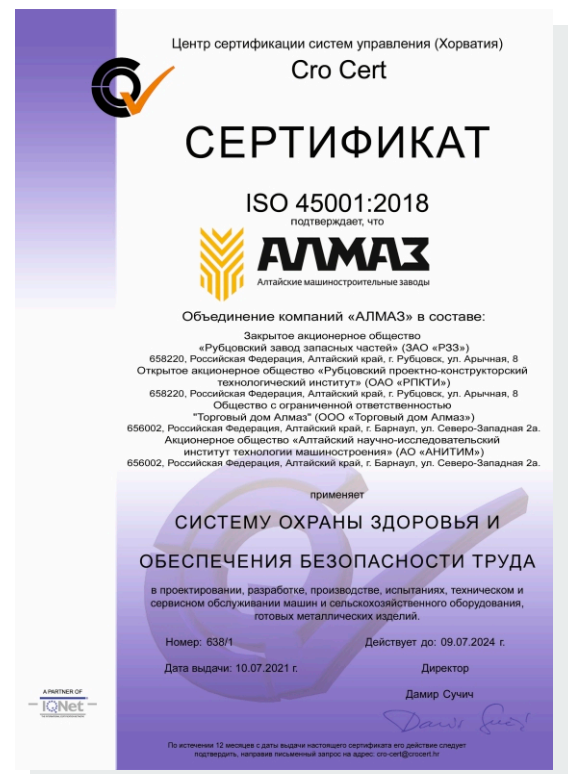 Центр сертификации систем управления (Хорватия)
Cro Cert
СЕРТИФИКАТ
ISO 45001:2018
подтверждает, что
АЛМАЗ
Алтайские машиностроительные заводы
Объединение компаний «АЛМАЗ» в составе:
Закрытое акционерное общество
«Рубцовский завод запасных частей» (ЗАО «РЗЗ»)
658220, Российская Федерация, Алтайский край, г. Рубцовск, ул. Арычная, 8
Открытое акционерное общество «Рубцовский проектно-конструкторский
технологический институт» (ОАО «РПКТИ»)
658220, Российская Федерация, Алтайский край, г. Рубцовск, ул. Арычная, 8
Общество с ограниченной ответственностью
"Торговый дом Алмаз" (ООО «Торговый дом Алмаз»)
656002, Российская Федерация, Алтайский край, г. Барнаул, ул. Северо-Западная 2а.
Акционерное общество «Алтайский научно-исследовательский
институт технологии машиностроения» (АО «АНИТИМ»)
656002, Российская Федерация, Алтайский край, г. Барнаул, ул. Северо-Западная 2а.
применяет
СИСТЕМУ ОХРАНЫ ЗДОРОВЬЯ И
ОБЕСПЕЧЕНИЯ БЕЗОПАСНОСТИ ТРУДА
в проектировании, разработке, производстве, испытаниях, техническом и
сервисном обслуживании машин и сельскохозяйственного оборудования,
готовых металлических изделий.
Номер: 638/1
Действует до: 09.07.2024 г.
Дата выдачи: 10.07.2021 г.
Директор
Дамир Сучич
A PARTNER OF
IQNet
По истечении 12 месяцев с даты выдачи настоящего сертификата его действие следует
подтвердить, направив письменный запрос на адрес: cro-cert@crocert.hr